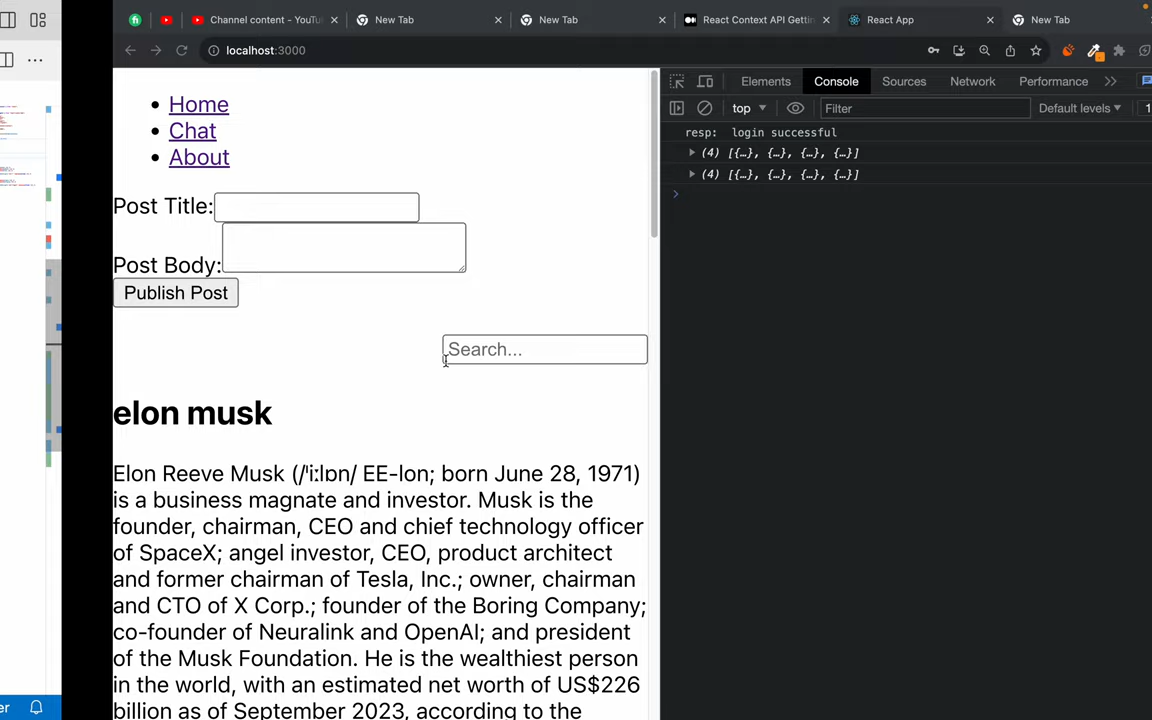 Channel content - YouTu
New Tab
New Tab
React Context API Gettin
React App
New Tab
localhost:3000
Home
Chat
About
Post Title:
Post Body:
Publish Post
Search...
elon musk
Elon Reeve Musk (/ˈiːlɒn/ EE-lon; born June 28, 1971)
is a business magnate and investor. Musk is the
founder, chairman, CEO and chief technology officer
of SpaceX; angel investor, CEO, product architect
and former chairman of Tesla, Inc.; owner, chairman
and CTO of X Corp.; founder of the Boring Company;
co-founder of Neuralink and OpenAI; and president
of the Musk Foundation. He is the wealthiest person
in the world, with an estimated net worth of US$226
billion as of September 2023, according to the
Elements Console Sources Network Performance
top Filter Default levels 1
resp: login successful
(4) [{…}, {…}, {…}, {…}]
(4) [{…}, {…}, {…}, {…}]
er